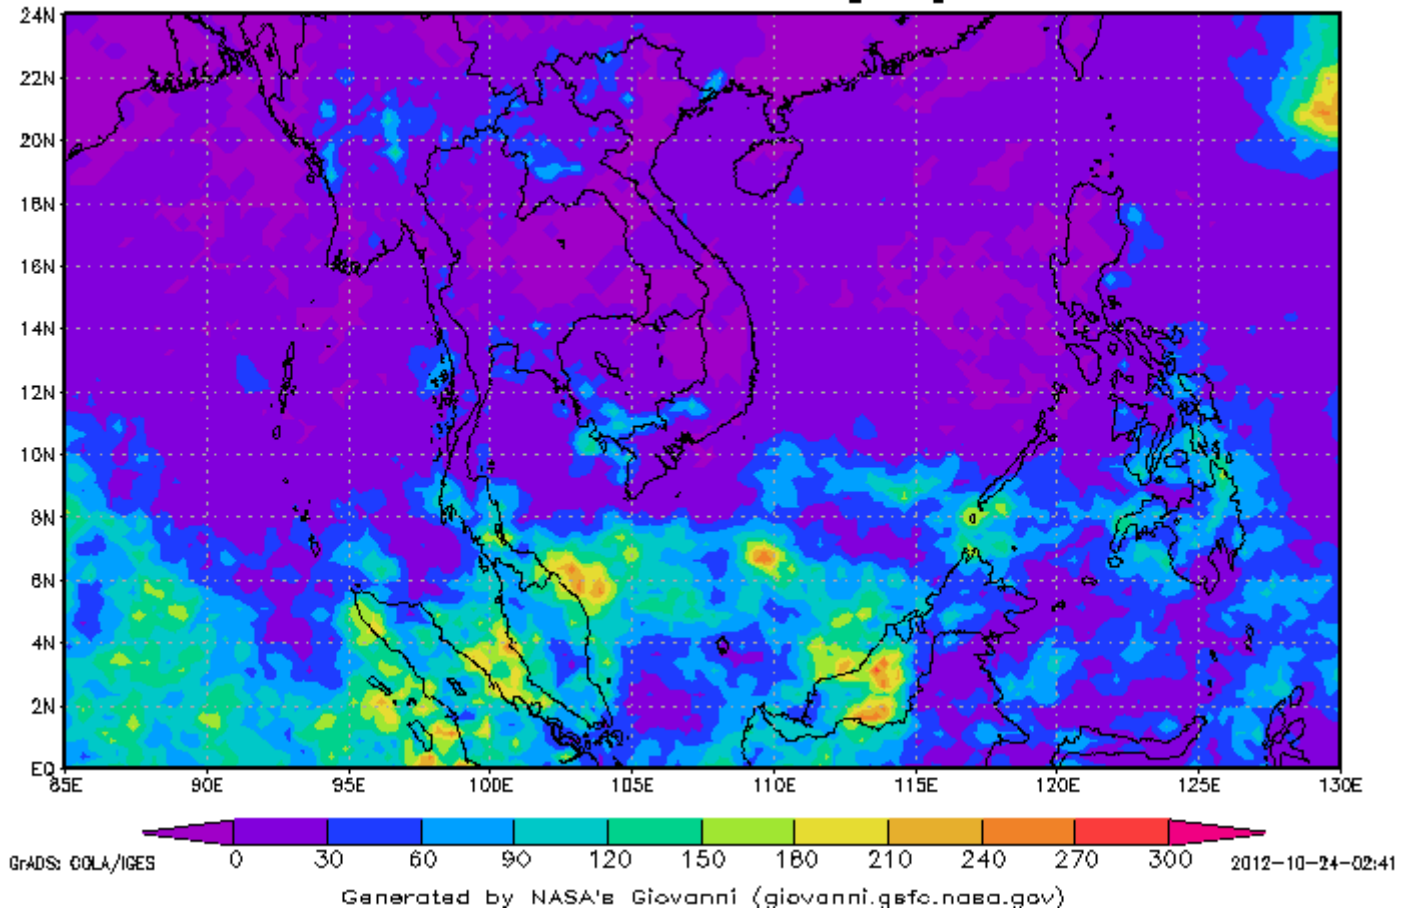 24N
22N
20N
18N
16N
14N
12N
10N
8N
6N
4N
2N
EQ
85E 90E 95E 100E 105E 110E 115E 120E 125E 130E
0 30 60 90 120 150 180 210 240 270 300
GrADS: COLA/IGES 2012-10-24-02:41
Generated by NASA's Giovanni (giovanni.gsfc.nasa.gov)